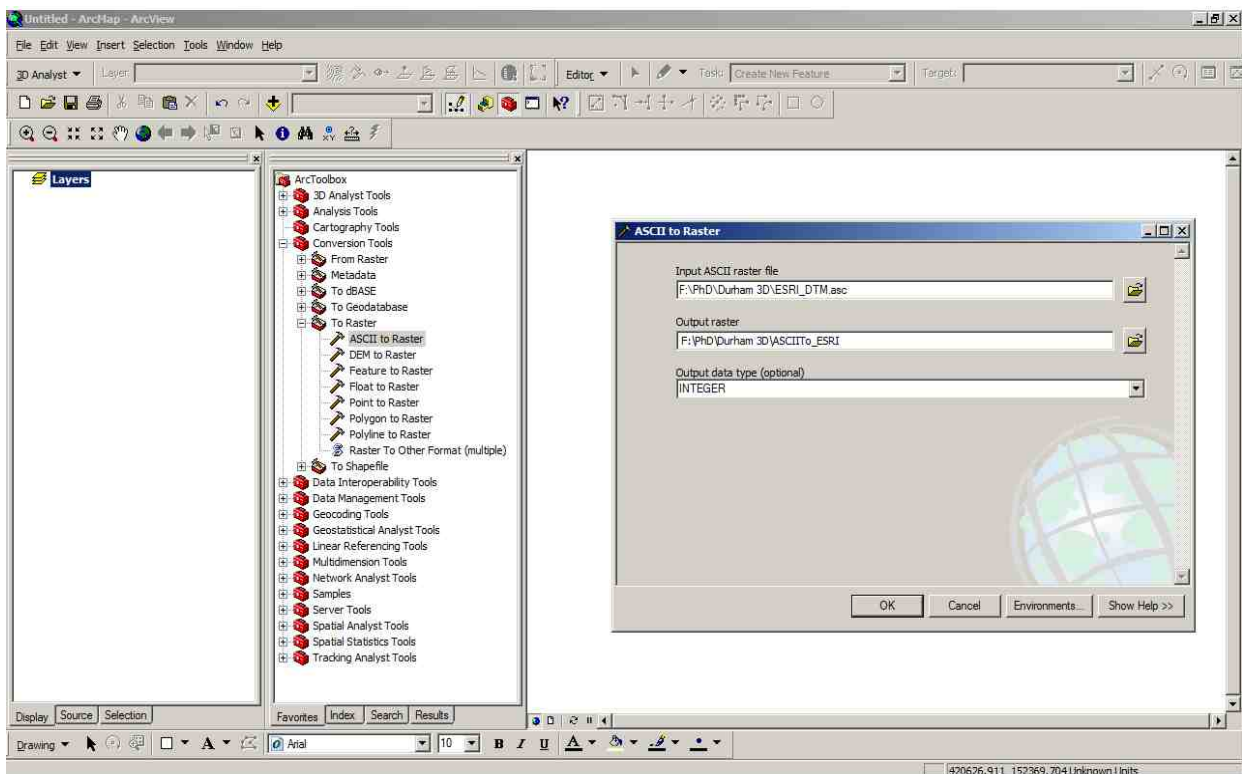 Untitled - ArcMap - ArcView
File Edit View Insert Selection Tools Window Help
3D Analyst Layer: Editor Task: Create New Feature Target:
Layers
ArcToolbox
3D Analyst Tools
Analysis Tools
Cartography Tools
Conversion Tools
From Raster
Metadata
To dBASE
To Geodatabase
To Raster
ASCII to Raster
DEM to Raster
Feature to Raster
Float to Raster
Point to Raster
Polygon to Raster
Polyline to Raster
Raster To Other Format (multiple)
To Shapefile
Data Interoperability Tools
Data Management Tools
Geocoding Tools
Geostatistical Analyst Tools
Linear Referencing Tools
Multidimension Tools
Network Analyst Tools
Samples
Server Tools
Spatial Analyst Tools
Spatial Statistics Tools
Tracking Analyst Tools
ASCII to Raster
Input ASCII raster file
F:\PhD\Durham 3D\ESRI_DTM.asc
Output raster
F:\PhD\Durham 3D\ASCIITo_ESRI
Output data type (optional)
INTEGER
OK Cancel Environments... Show Help >>
Display Source Selection
Favorites Index Search Results
Drawing A Arial 10 B I U A
420626.911 152369.704 Unknown Units